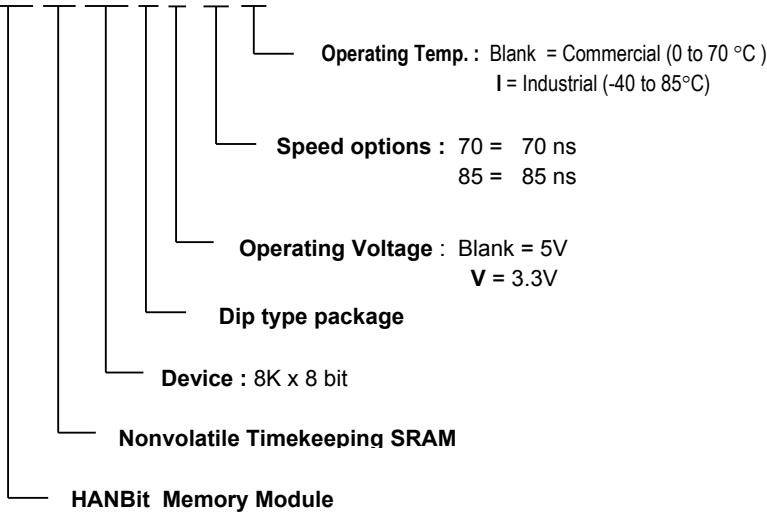 Operating Temp. : Blank = Commercial (0 to 70 °C )
I = Industrial (-40 to 85°C)
Speed options : 70 = 70 ns
85 = 85 ns
Operating Voltage : Blank = 5V
V = 3.3V
Dip type package
Device : 8K x 8 bit
Nonvolatile Timekeeping SRAM
HANBit Memory Module